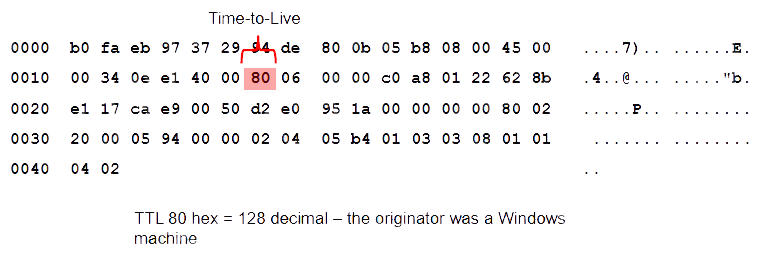 Time-to-Live
0000 b0 fa eb 97 37 29 94 de 80 0b 05 b8 08 00 45 00 ....7).. ......E.
0010 00 34 0e e1 40 00 80 06 00 00 c0 a8 01 22 62 8b .4..@... ....."b.
0020 e1 17 ca e9 00 50 d2 e0 95 1a 00 00 00 00 80 02 .....P.. ........
0030 20 00 05 94 00 00 02 04 05 b4 01 03 03 08 01 01 ....... .........
0040 04 02 ..
TTL 80 hex = 128 decimal – the originator was a Windows
machine